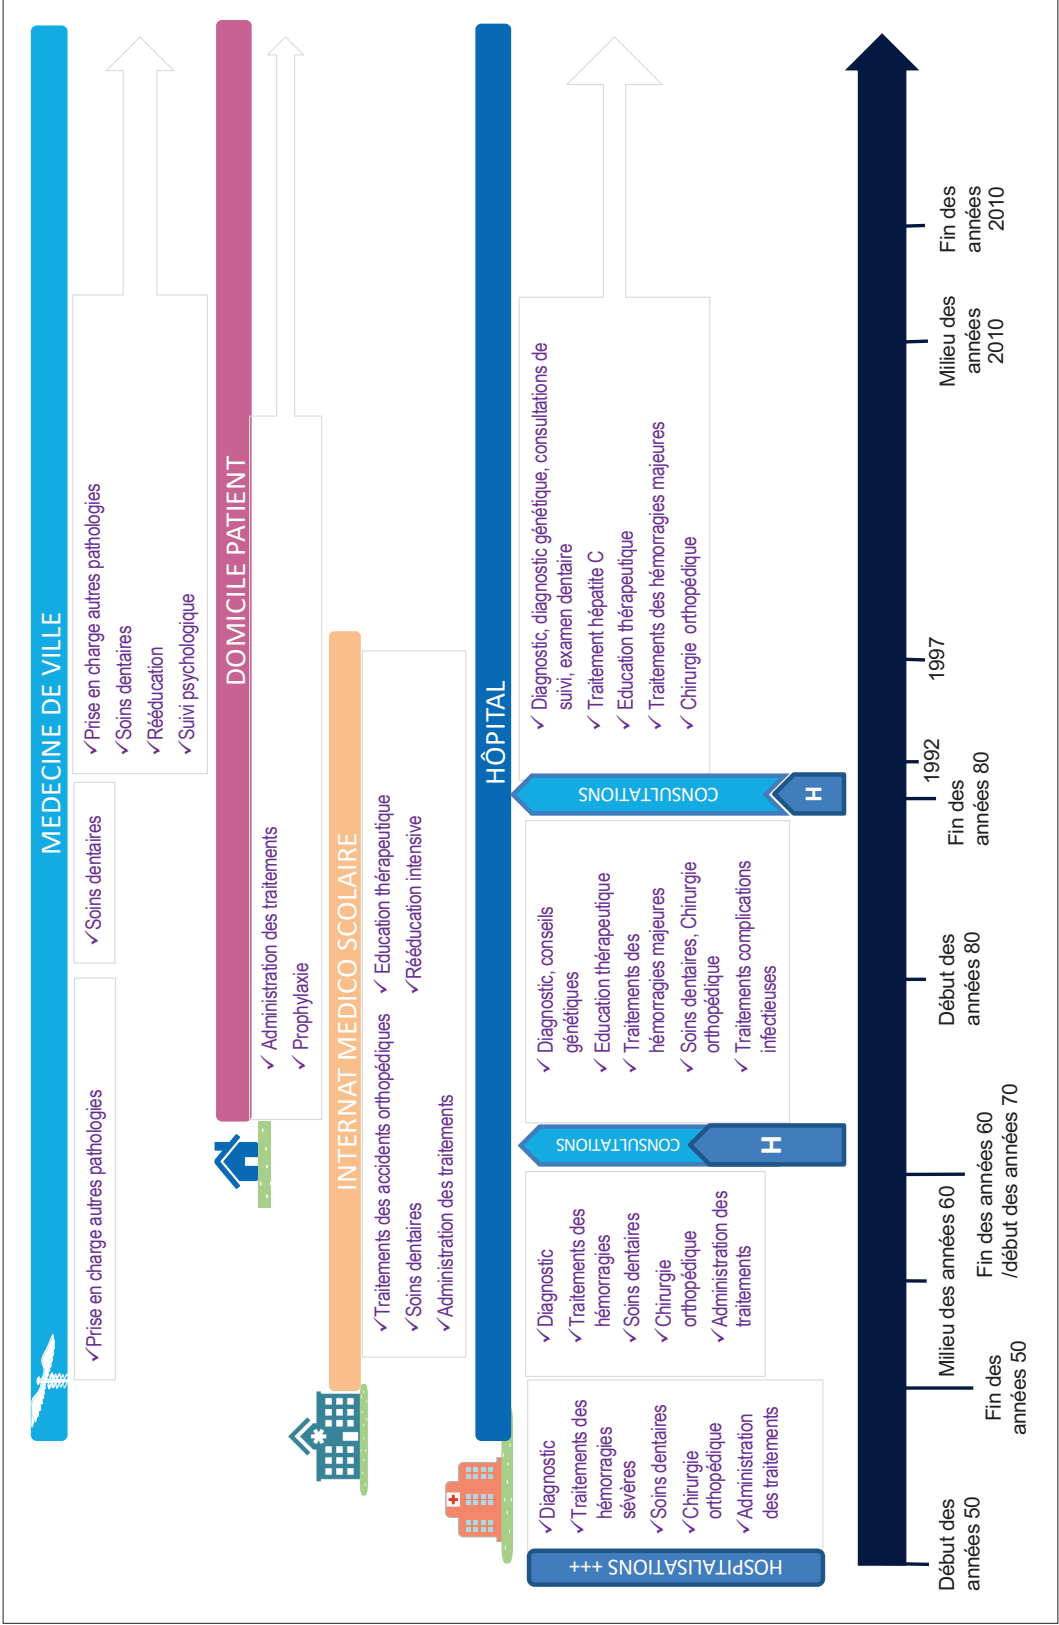 MEDECINE DE VILLE
✓Prise en charge autres pathologies
✓Soins dentaires
✓Prise en charge autres pathologies
✓Soins dentaires
✓Rééducation
✓Suivi psychologique
DOMICILE PATIENT
✓ Administration des traitements
✓ Prophylaxie
INTERNAT MEDICO SCOLAIRE
✓Traitements des accidents orthopédiques
✓Soins dentaires
✓Administration des traitements
✓ Education thérapeutique
✓Rééducation intensive
HÔPITAL
HOSPITALISATIONS +++
✓Diagnostic
✓Traitements des
hémorragies
sévères
✓Soins dentaires
✓Chirurgie
orthopédique
✓Administration
des traitements
✓Diagnostic
✓Traitements des
hémorragies
✓Soins dentaires
✓Chirurgie
orthopédique
✓Administration des
traitements
CONSULTATIONS
H
✓ Diagnostic, conseils
génétiques
✓ Education thérapeutique
✓ Traitements des
hémorragies majeures
✓ Soins dentaires, Chirurgie
orthopédique
✓ Traitements complications
infectieuses
CONSULTATIONS
H
✓ Diagnostic, diagnostic génétique, consultations de
suivi, examen dentaire
✓ Traitement hépatite C
✓ Education thérapeutique
✓ Traitements des hémorragies majeures
✓ Chirurgie orthopédique
Début des
années 50
Fin des
années 50
Milieu des années 60
Fin des années 60
/début des années 70
Début des
années 80
Fin des
années 80
1992
1997
Milieu des
années
2010
Fin des
années
2010